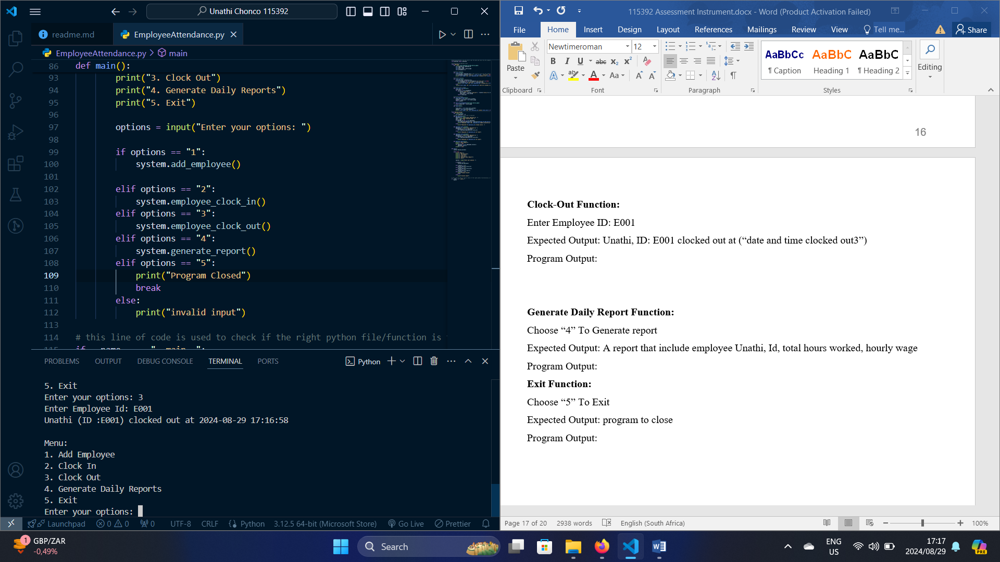 Unathi Chonco 115392
readme.md
EmployeeAttendance.py
EmployeeAttendance.py > main
86 def main():
93 print("3. Clock Out")
94 print("4. Generate Daily Reports")
95 print("5. Exit")
96
97 options = input("Enter your options: ")
98
99 if options == "1":
100 system.add_employee()
101
102 elif options == "2":
103 system.employee_clock_in()
104 elif options == "3":
105 system.employee_clock_out()
106 elif options == "4":
107 system.generate_report()
108 elif options == "5":
109 print("Program Closed")
110 break
111 else:
112 print("invalid input")
113
114 # this line of code is used to check if the right python file/function is
PROBLEMS OUTPUT DEBUG CONSOLE TERMINAL PORTS Python
5. Exit
Enter your options: 3
Enter Employee Id: E001
Unathi (ID :E001) clocked out at 2024-08-29 17:16:58
Menu:
1. Add Employee
2. Clock In
3. Clock Out
4. Generate Daily Reports
5. Exit
Enter your options:
Launchpad 0 0 0 UTF-8 CRLF Python 3.12.5 64-bit (Microsoft Store) Go Live Prettier
115392 Assessment Instrument.docx - Word (Product Activation Failed)
File Home Insert Design Layout References Mailings Review View Tell me... Share
Newtimeroman 12
Paste
B I U abc X₂ X²
A Aa A A
AaBbCc AaBbC AaBbC
¶ Caption Heading 1 ¶ Heading 2
Editing
Clipboard Font Paragraph Styles
16
Clock-Out Function:
Enter Employee ID: E001
Expected Output: Unathi, ID: E001 clocked out at (“date and time clocked out3”)
Program Output:
Generate Daily Report Function:
Choose “4” To Generate report
Expected Output: A report that include employee Unathi, Id, total hours worked, hourly wage
Program Output:
Exit Function:
Choose “5” To Exit
Expected Output: program to close
Program Output:
Page 17 of 20 2938 words English (South Africa) 100%
1
GBP/ZAR
-0,49%
Search
ENG
US
17:17
2024/08/29
PRE